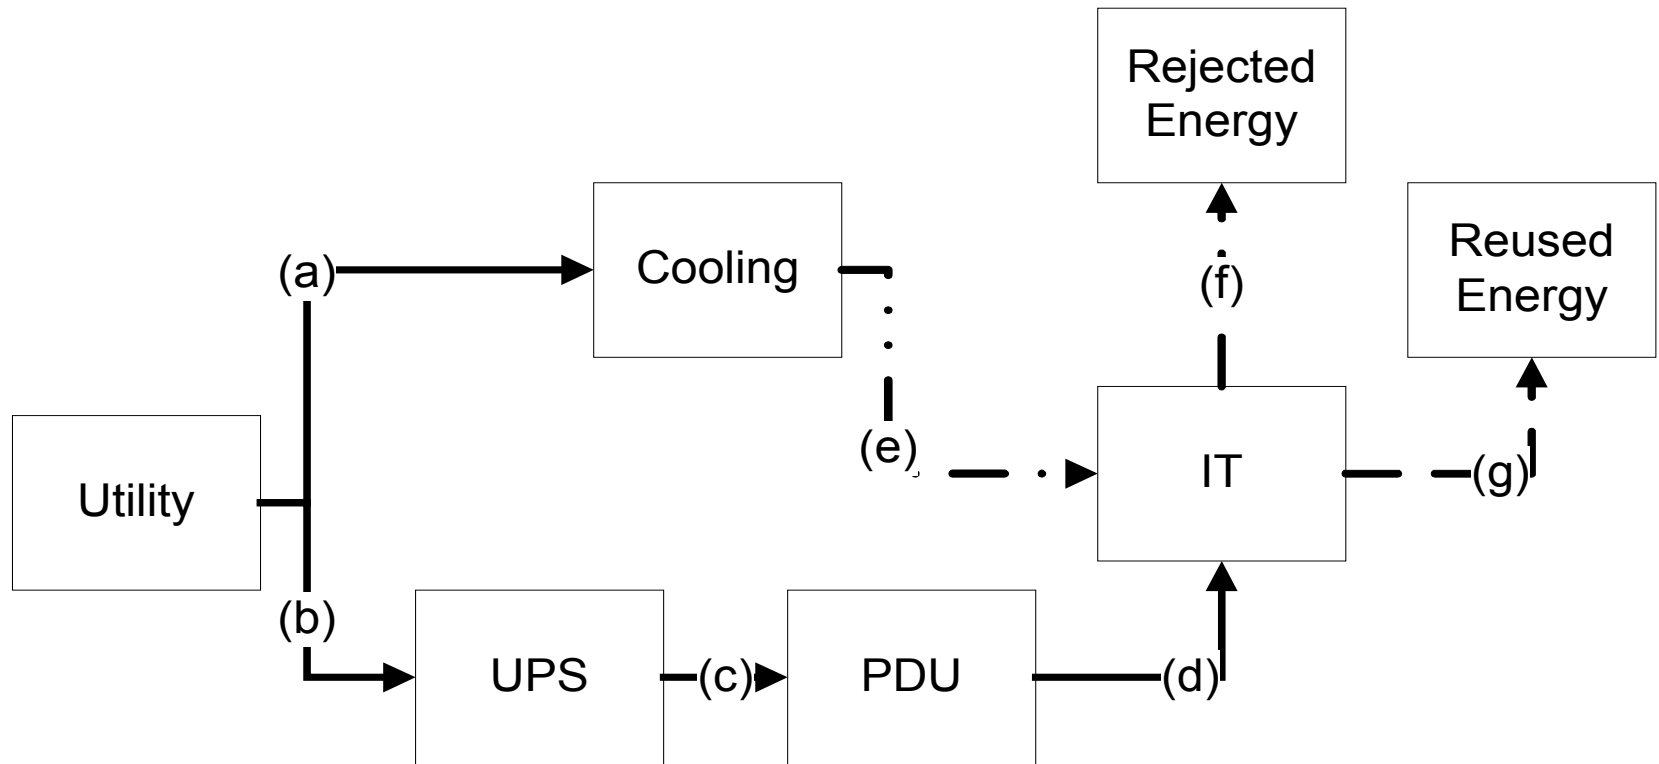 Rejected
Energy
(a)
Cooling
(f)
Reused
Energy
(e)
Utility
IT
(g)
(b)
UPS
(c)
PDU
(d)